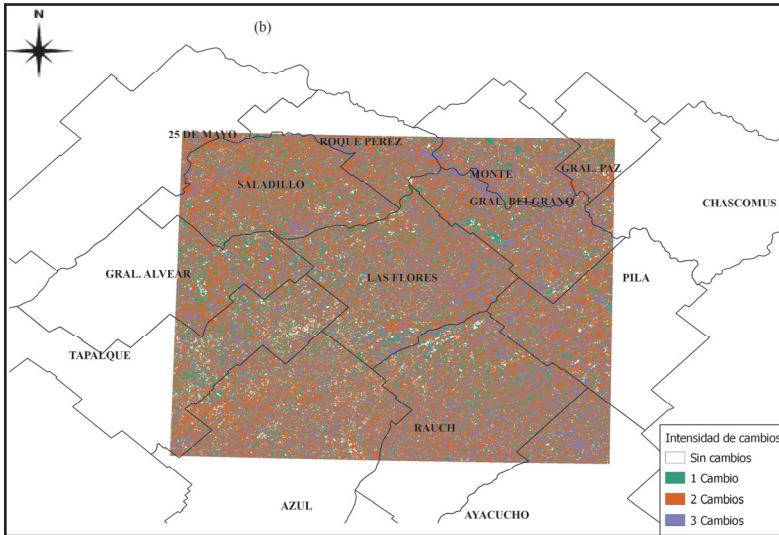 N
(b)
25 DE MAYO
ROQUE PEREZ
MONTE
GRAL. PAZ
SALADILLO
GRAL. BELGRANO
CHASCOMUS
GRAL. ALVEAR
LAS FLORES
PILA
TAPALQUE
RAUCH
AZUL
AYACUCHO
Intensidad de cambios
Sin cambios
1 Cambio
2 Cambios
3 Cambios